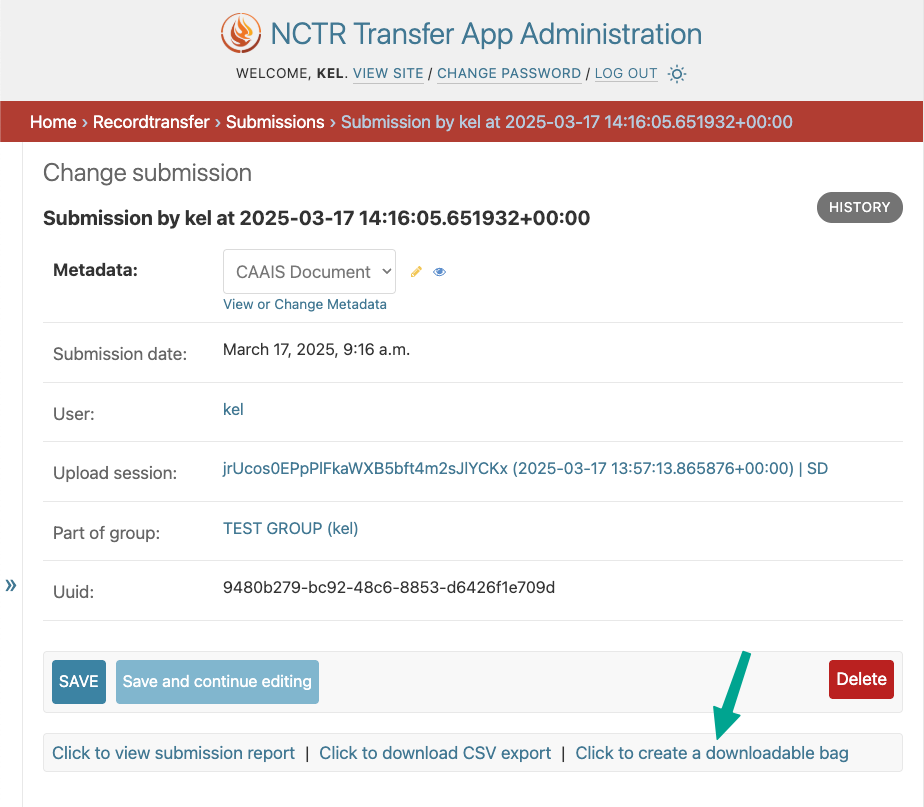 NCTR Transfer App Administration
WELCOME, KEL. VIEW SITE / CHANGE PASSWORD / LOG OUT
Home › Recordtransfer › Submissions › Submission by kel at 2025-03-17 14:16:05.651932+00:00
Change submission
Submission by kel at 2025-03-17 14:16:05.651932+00:00
HISTORY
Metadata: CAAIS Document
View or Change Metadata
Submission date: March 17, 2025, 9:16 a.m.
User: kel
Upload session: jrUcos0EPpPlFkaWXB5bft4m2sJlYCKx (2025-03-17 13:57:13.865876+00:00) | SD
Part of group: TEST GROUP (kel)
»
Uuid: 9480b279-bc92-48c6-8853-d6426f1e709d
SAVE Save and continue editing Delete
Click to view submission report | Click to download CSV export | Click to create a downloadable bag